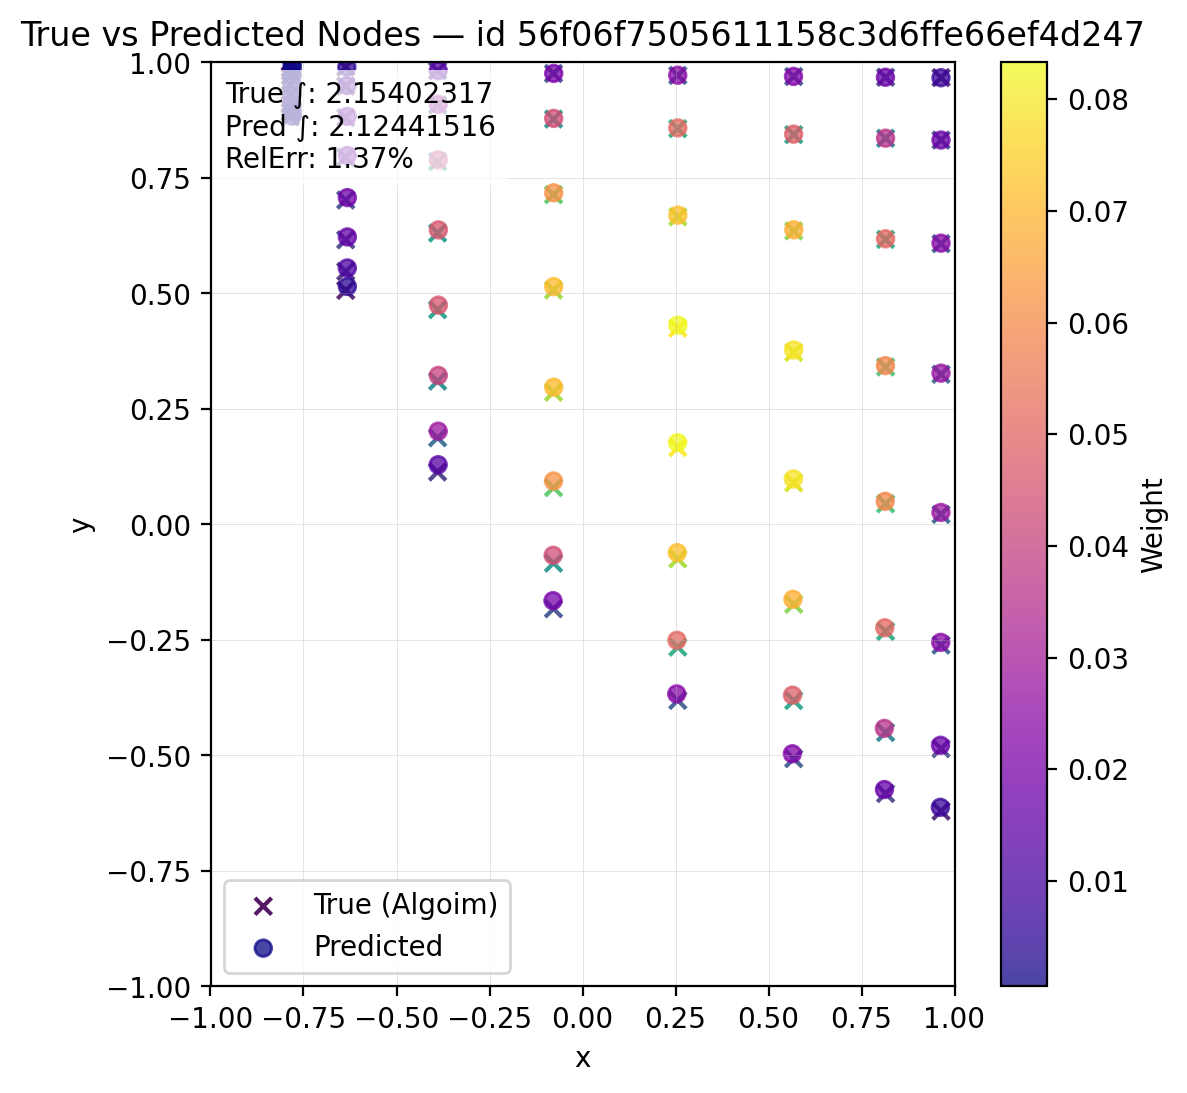 True vs Predicted Nodes — id 56f06f7505611158c3d6ffe66ef4d247
True ∫: 2.15402317
Pred ∫: 2.12441516
RelErr: 1.37%
1.00
0.75
0.50
0.25
0.00
−0.25
−0.50
−0.75
−1.00
y
True (Algoim)
Predicted
−1.00 −0.75 −0.50 −0.25 0.00 0.25 0.50 0.75 1.00
x
0.08
0.07
0.06
0.05
0.04
0.03
0.02
0.01
Weight